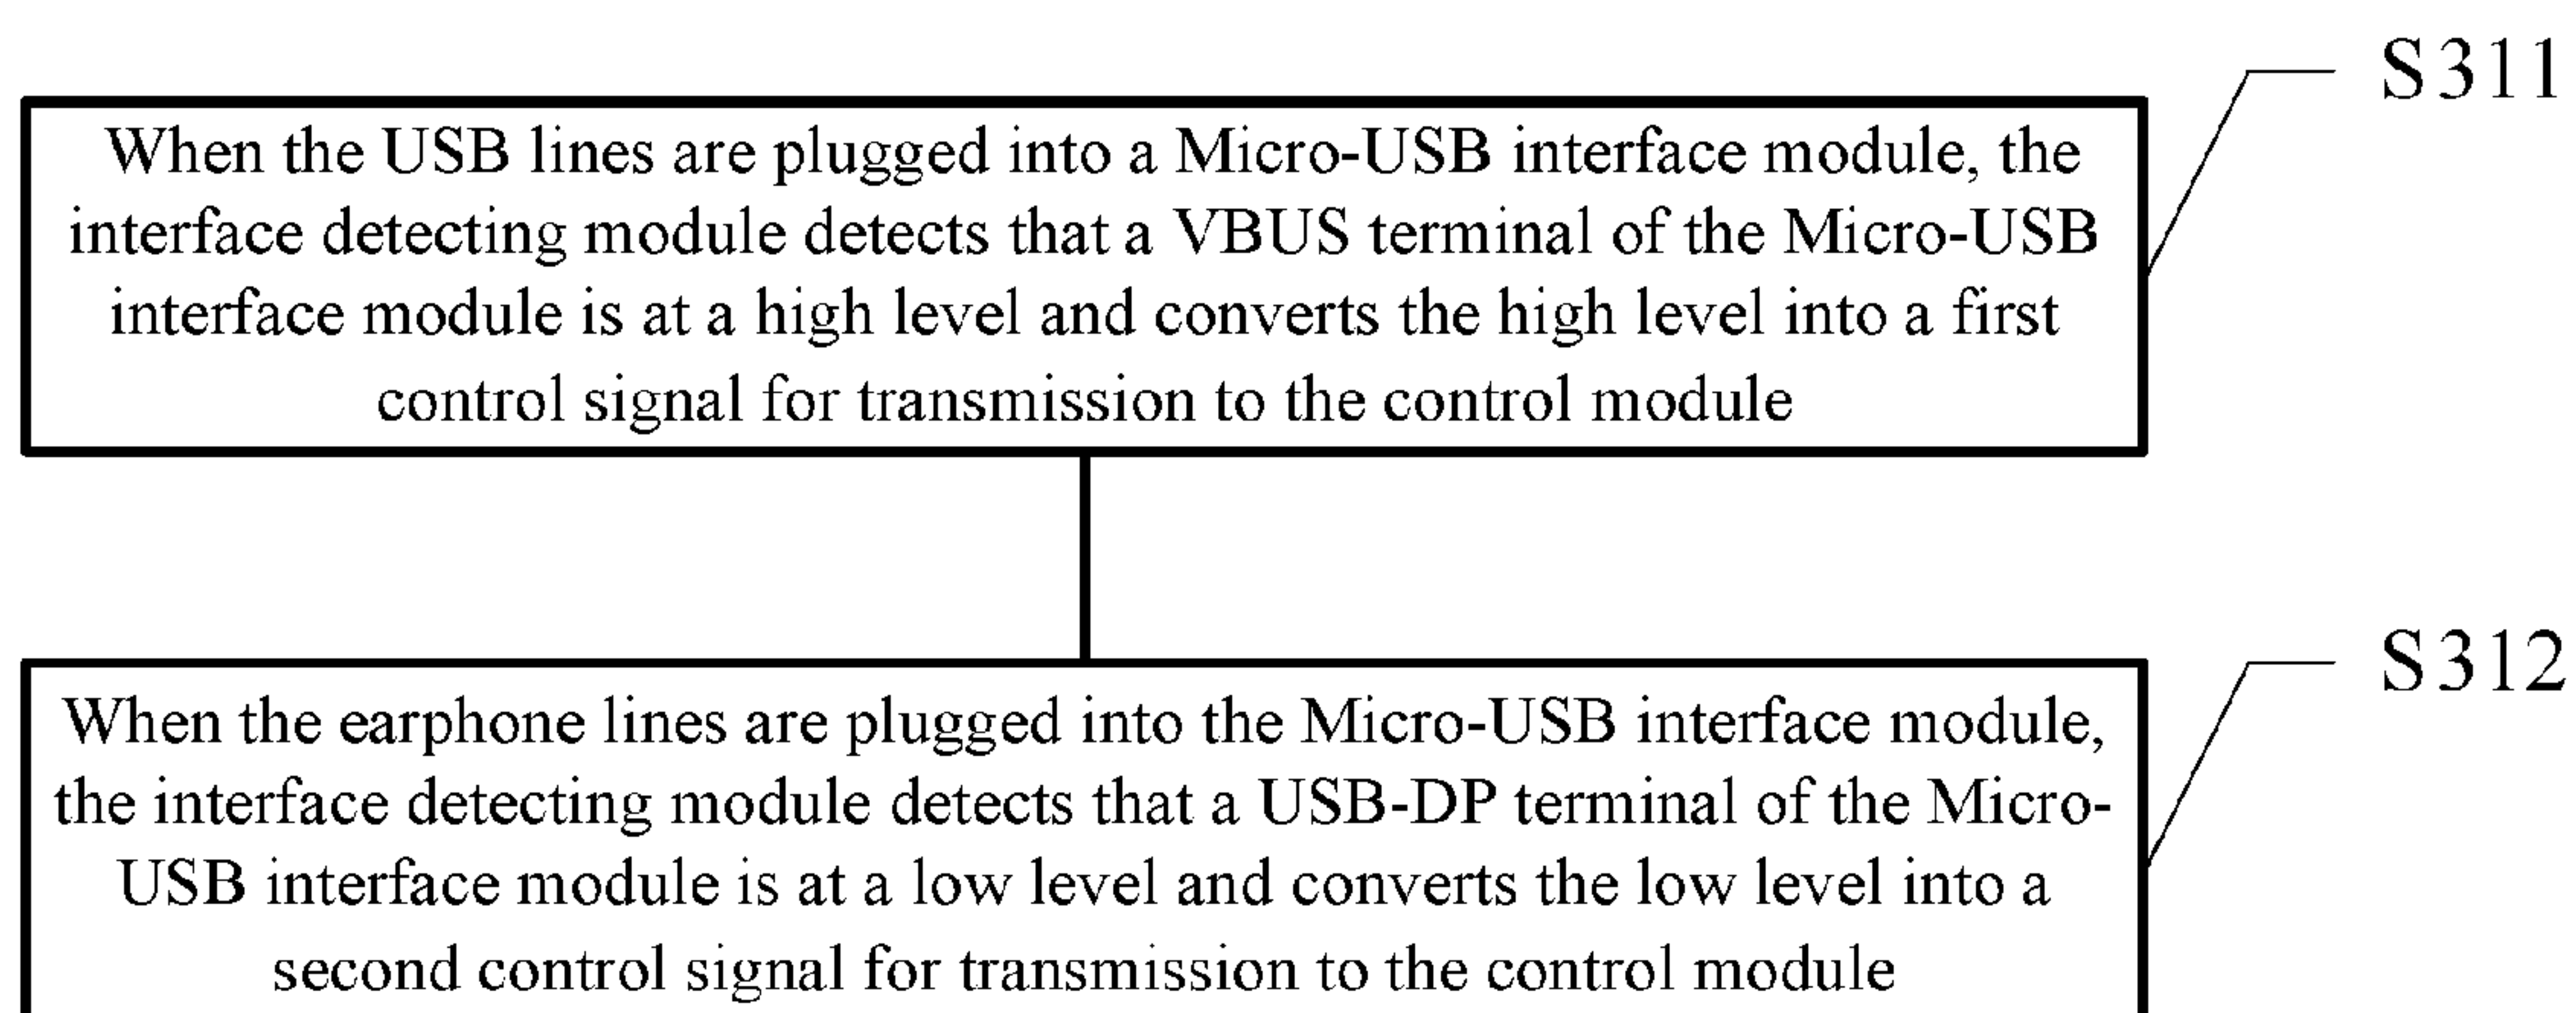 S311
When the USB lines are plugged into a Micro-USB interface module, the
interface detecting module detects that a VBUS terminal of the Micro-USB
interface module is at a high level and converts the high level into a first
control signal for transmission to the control module
S312
When the earphone lines are plugged into the Micro-USB interface module,
the interface detecting module detects that a USB-DP terminal of the Micro-
USB interface module is at a low level and converts the low level into a
second control signal for transmission to the control module